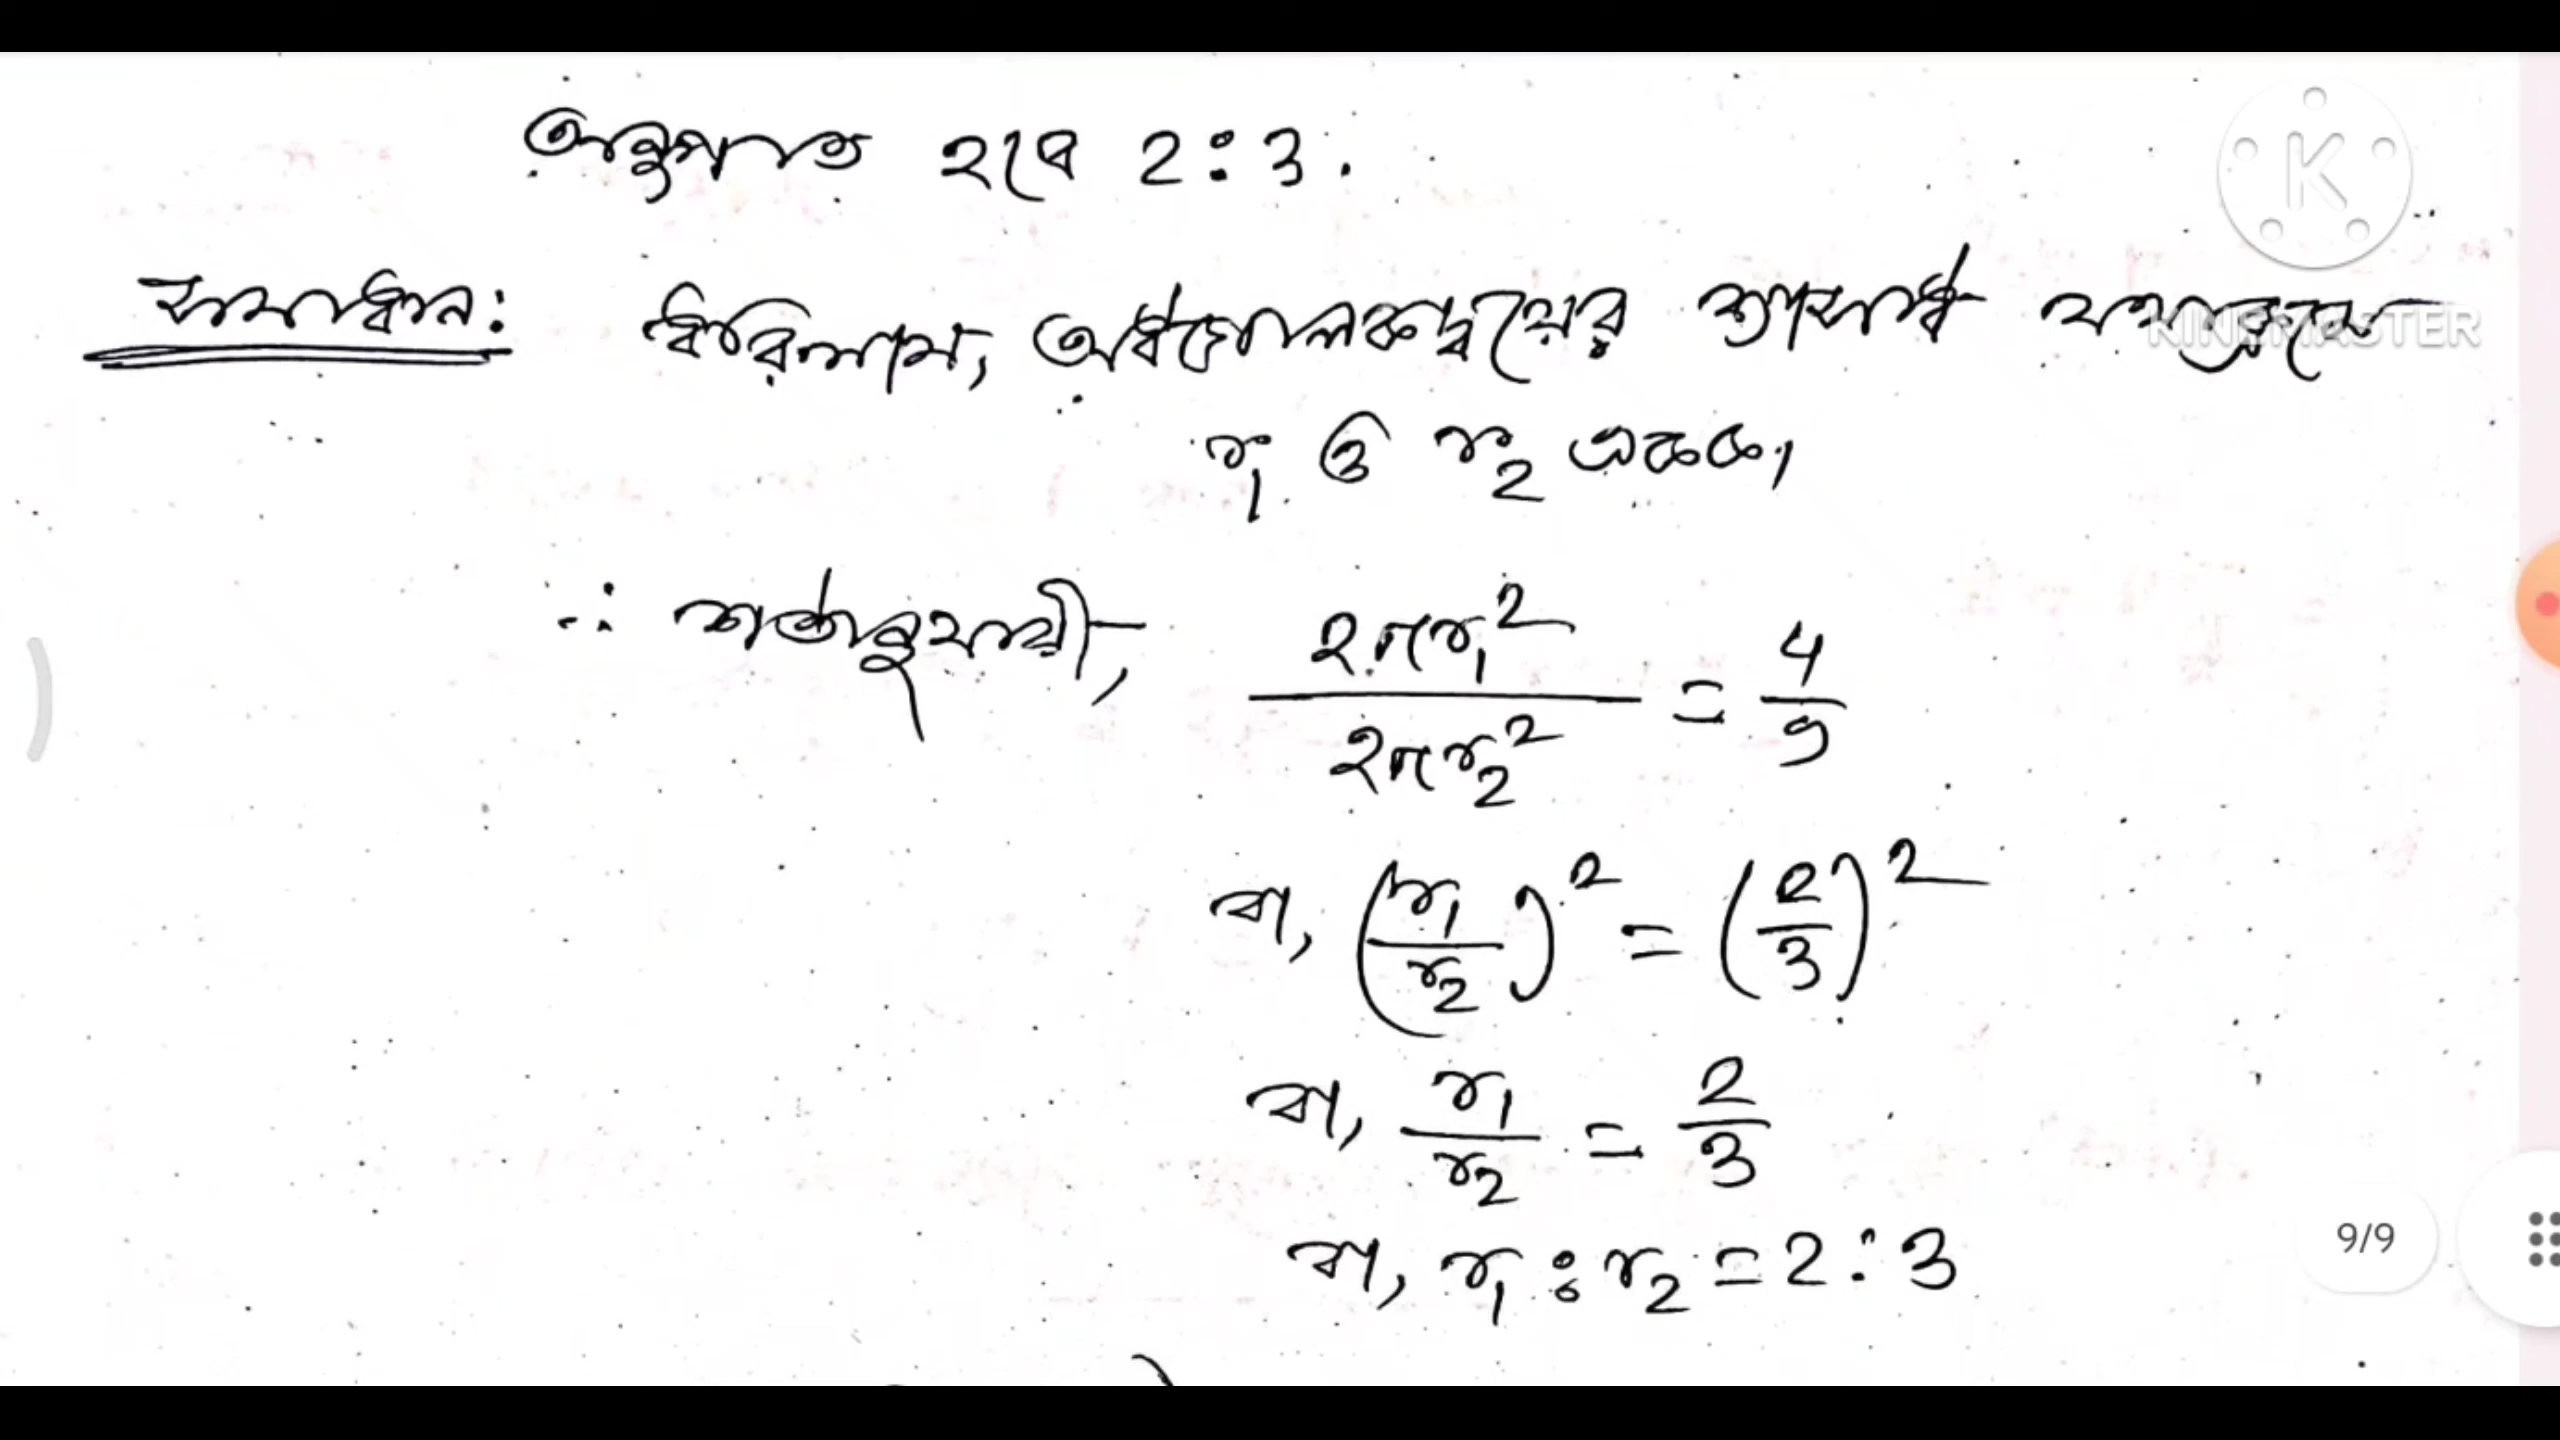 অনুপাত হবে 2:3.
সমাধান: ধরিলাম, অর্ধগোলকদ্বয়ের ব্যাসার্ধ যথাক্রমে
r₁ ও r₂ একক।
∴ শর্তানুযায়ী, 2πr₁² / 2πr₂² = 4/9
বা, (r₁/r₂)² = (2/3)²
বা, r₁/r₂ = 2/3
বা, r₁ : r₂ = 2 : 3
K
KINEMASTER
9/9